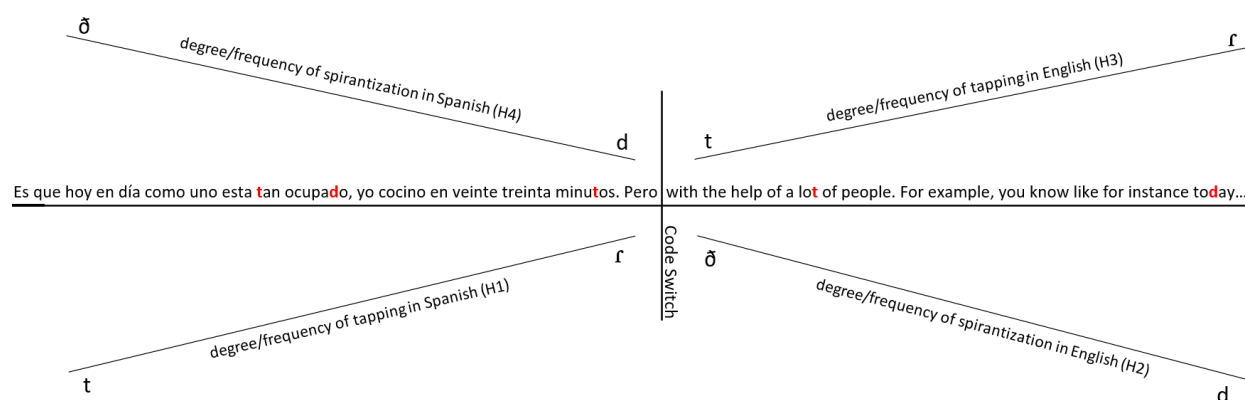 ð
ɾ
degree/frequency of spirantization in Spanish (H4)
degree/frequency of tapping in English (H3)
d
t
Es que hoy en día como uno esta tan ocupado, yo cocino en veinte treinta minutos. Pero with the help of a lot of people. For example, you know like for instance today...
Code Switch
ɾ
ð
degree/frequency of tapping in Spanish (H1)
degree/frequency of spirantization in English (H2)
t
d